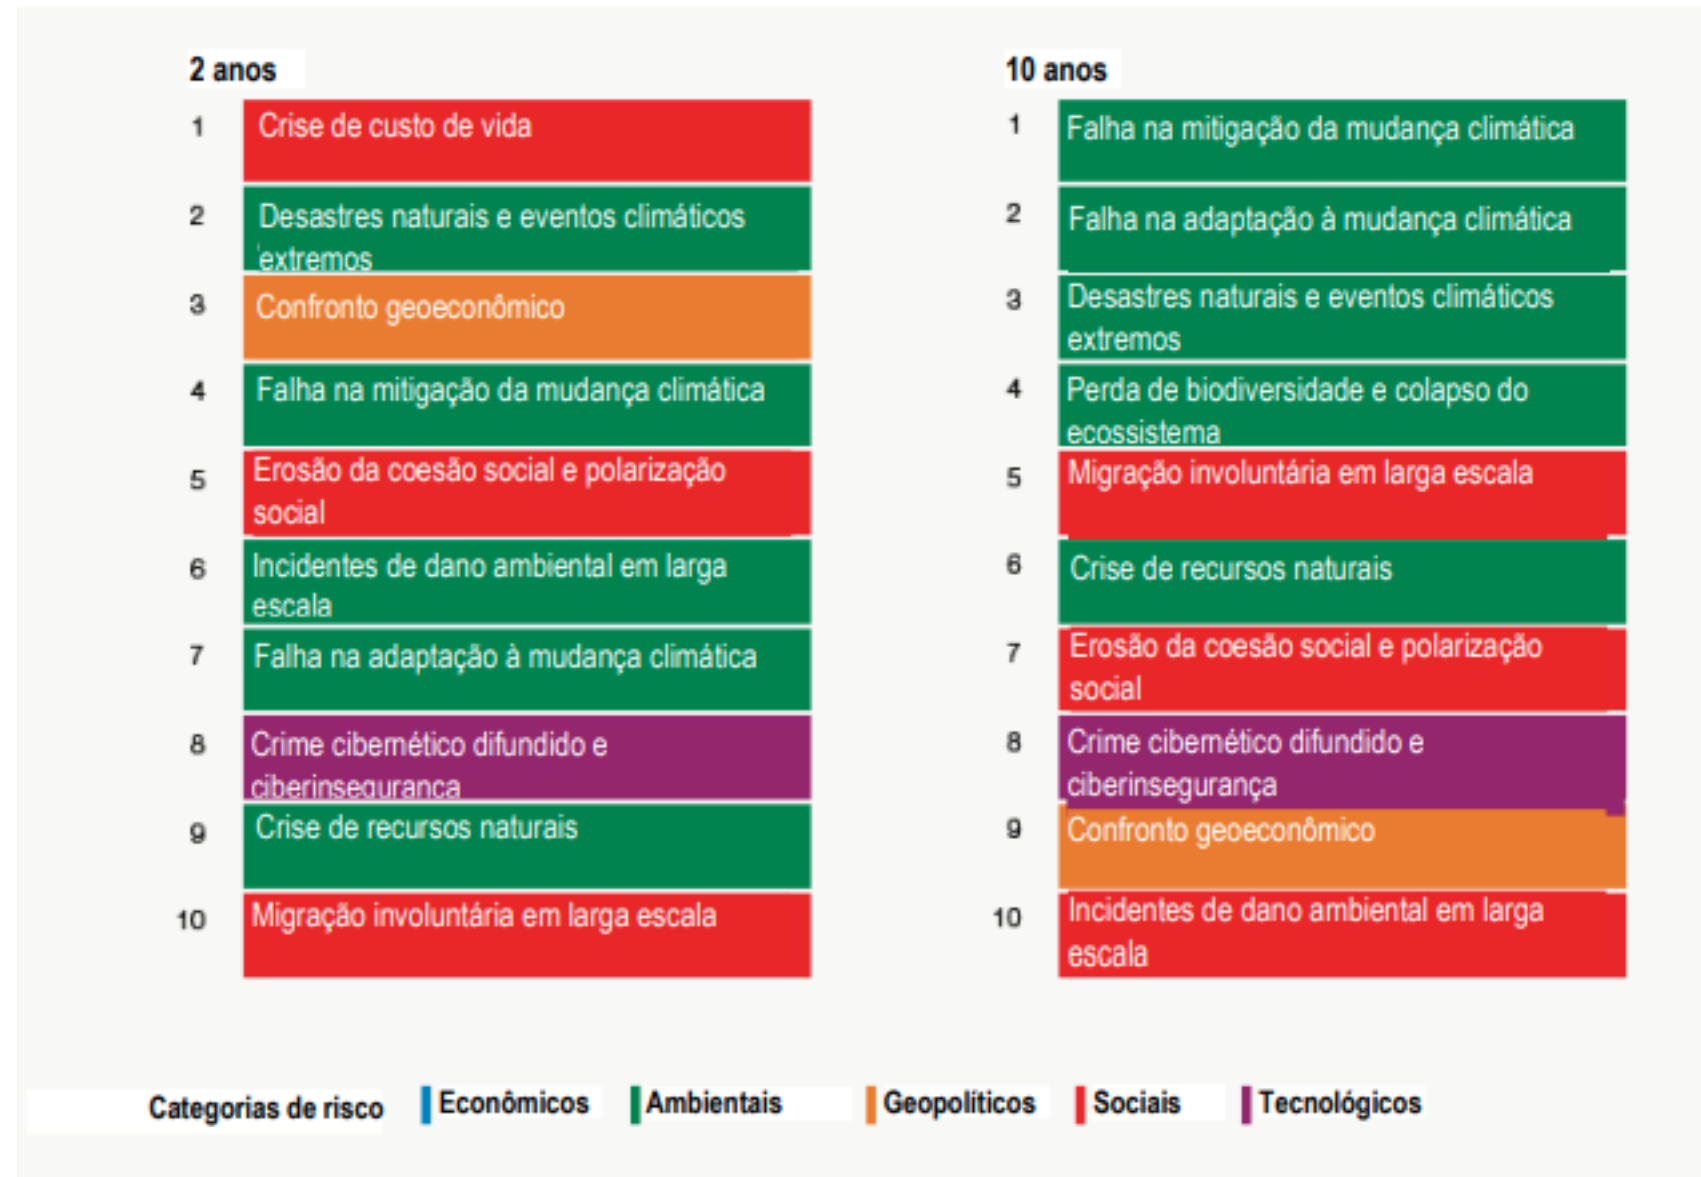 2 anos
1 Crise de custo de vida
2 Desastres naturais e eventos climáticos
extremos
3 Confronto geoeconômico
4 Falha na mitigação da mudança climática
5 Erosão da coesão social e polarização
social
6 Incidentes de dano ambiental em larga
escala
7 Falha na adaptação à mudança climática
8 Crime cibernético difundido e
ciberinsegurança
9 Crise de recursos naturais
10 Migração involuntária em larga escala
10 anos
1 Falha na mitigação da mudança climática
2 Falha na adaptação à mudança climática
3 Desastres naturais e eventos climáticos
extremos
4 Perda de biodiversidade e colapso do
ecossistema
5 Migração involuntária em larga escala
6 Crise de recursos naturais
7 Erosão da coesão social e polarização
social
8 Crime cibernético difundido e
ciberinsegurança
9 Confronto geoeconômico
10 Incidentes de dano ambiental em larga
escala
Categorias de risco Econômicos Ambientais Geopolíticos Sociais Tecnológicos